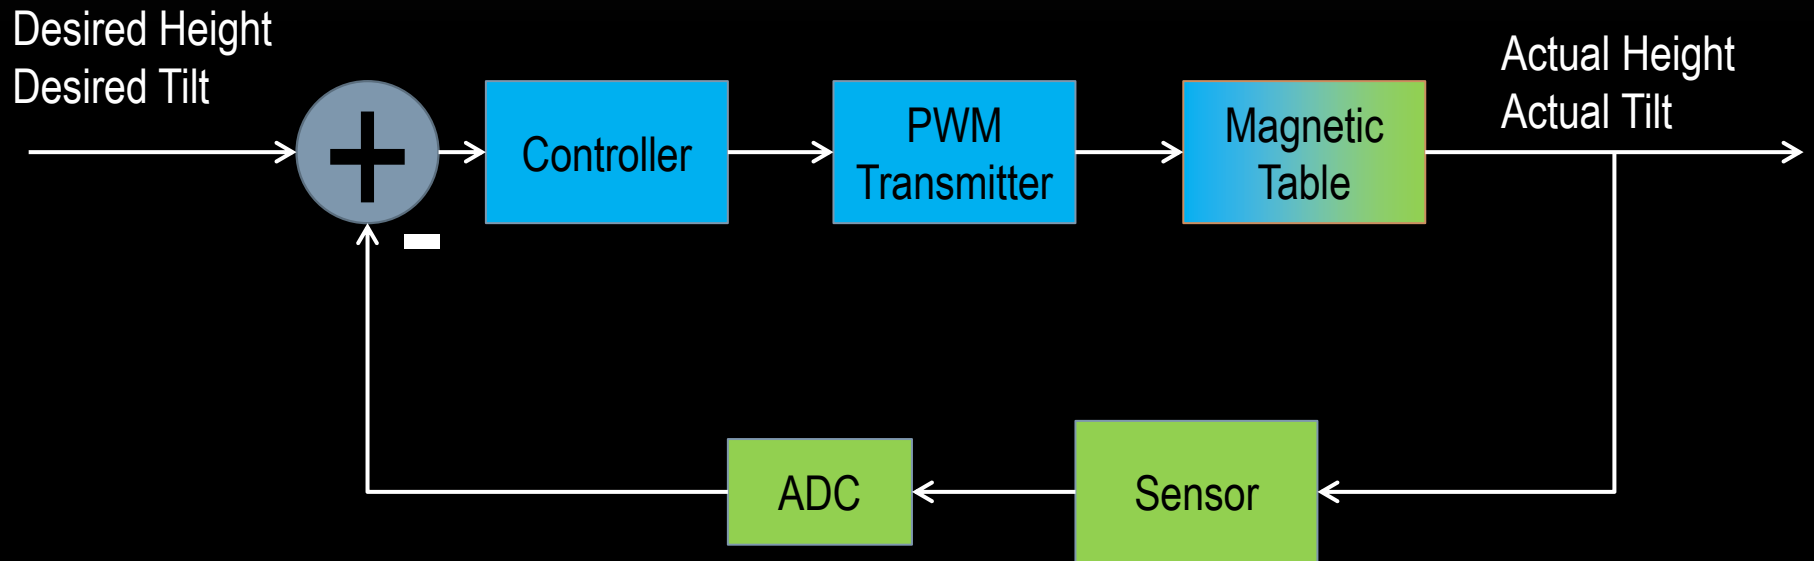 Desired Height
Desired Tilt
+
Controller
PWM
Transmitter
Magnetic
Table
Actual Height
Actual Tilt
-
ADC
Sensor